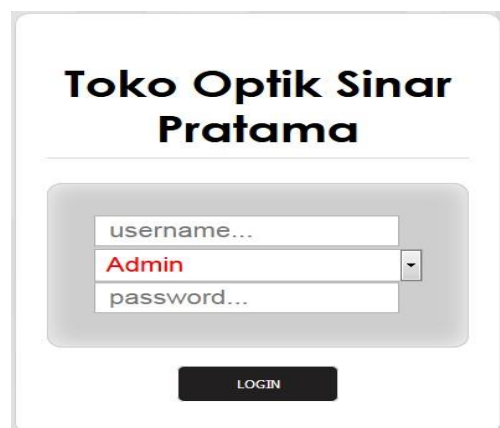 Toko Optik Sinar
Pratama
username...
Admin
password...
LOGIN